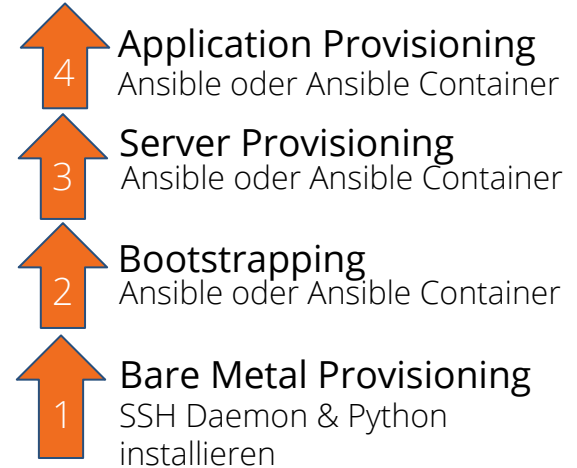 4
Application Provisioning
Ansible oder Ansible Container
3
Server Provisioning
Ansible oder Ansible Container
2
Bootstrapping
Ansible oder Ansible Container
1
Bare Metal Provisioning
SSH Daemon & Python
installieren